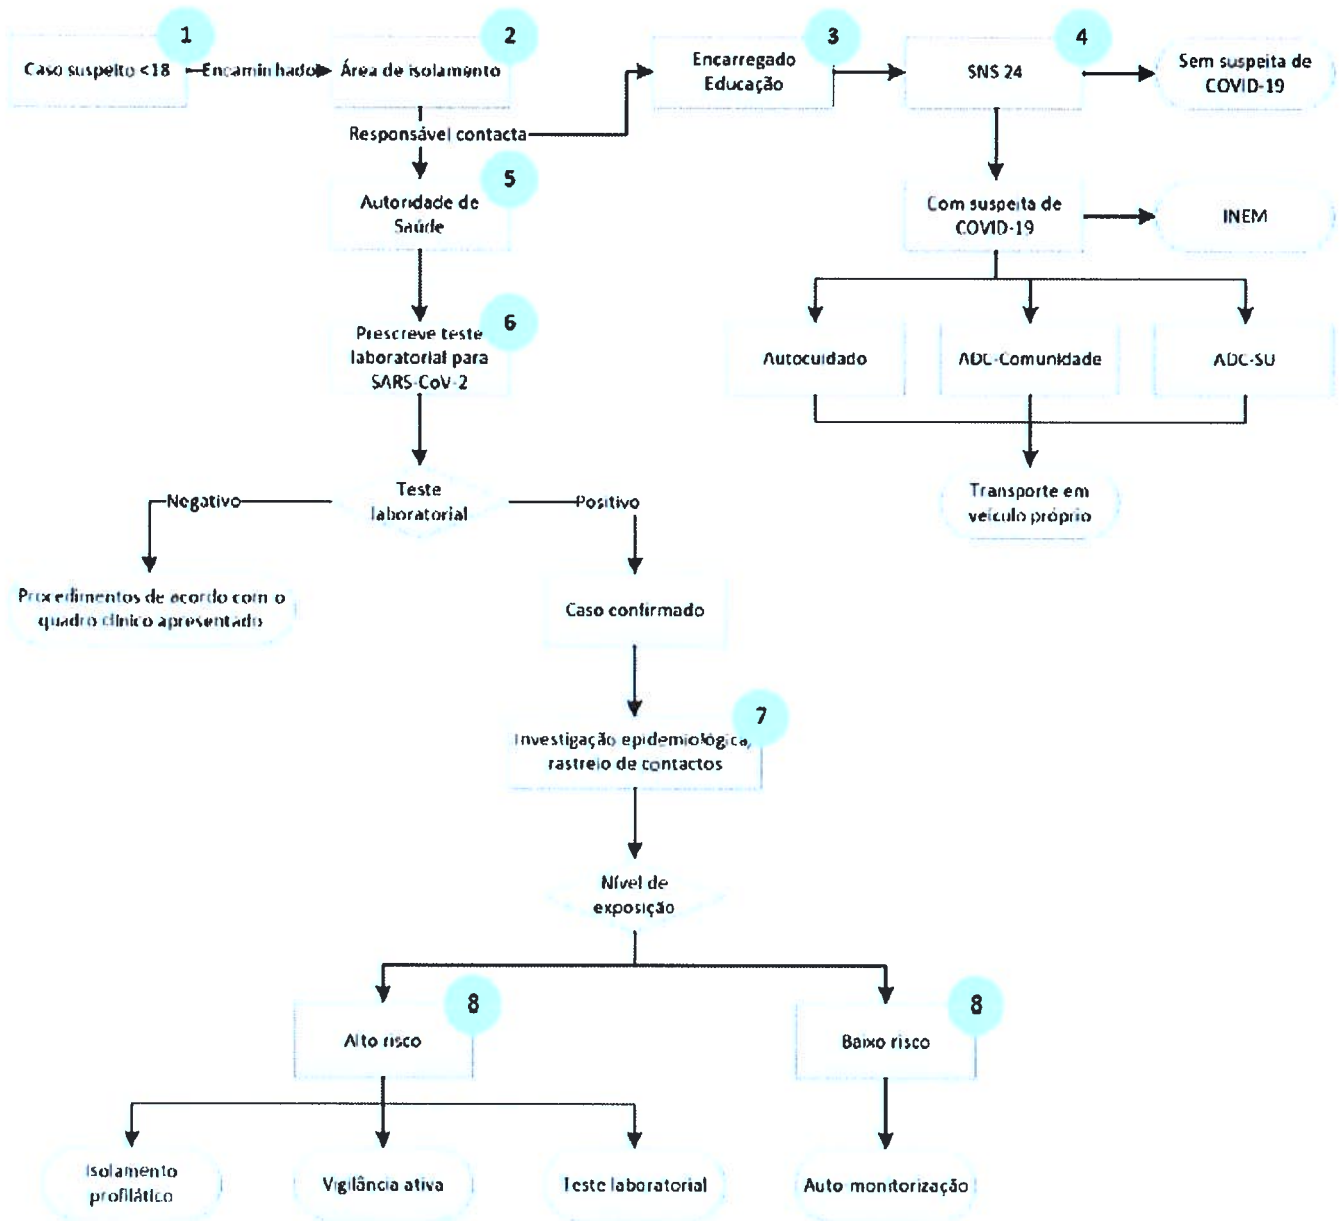 1
Caso suspeito <18
Encaminhado
2
Área de isolamento
3
Encarregado
Educação
4
SNS 24
Sem suspeita de
COVID-19
Responsável contacta
5
Autoridade de
Saúde
Com suspeita de
COVID-19
INEM
6
Prescreve teste
laboratorial para
SARS-CoV-2
Autocuidado
ADC-Comunidade
ADC-SU
Negativo
Teste
laboratorial
Positivo
Transporte em
veículo próprio
Procedimentos de acordo com o
quadro clínico apresentado
Caso confirmado
7
Investigação epidemiológica,
rastreio de contactos
Nível de
exposição
8
Alto risco
8
Baixo risco
Isolamento
profilático
Vigilância ativa
Teste laboratorial
Auto monitorização